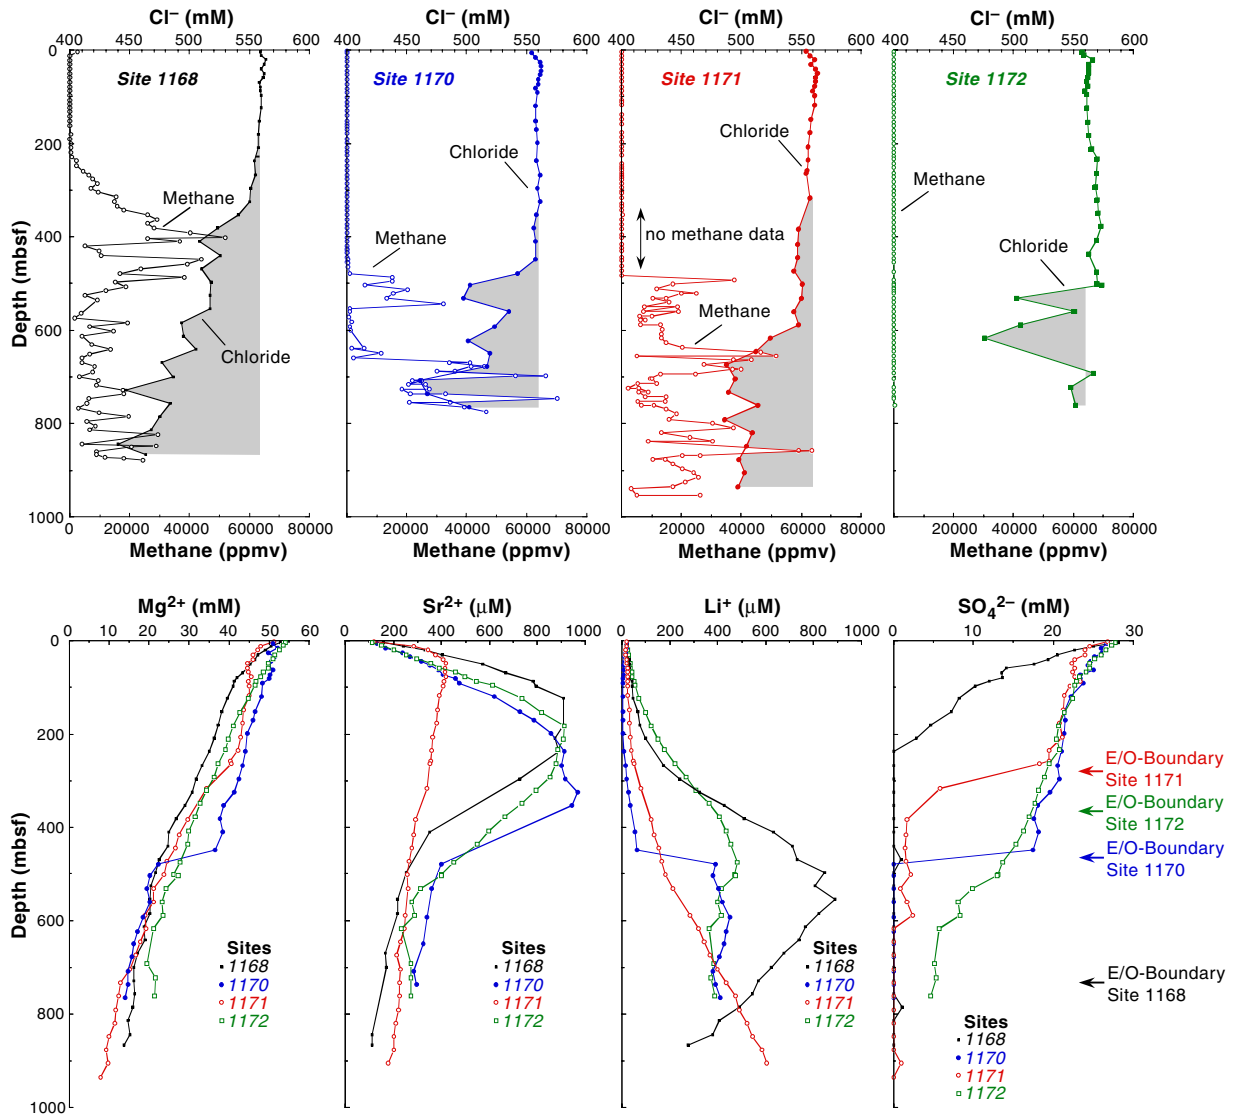 Cl⁻ (mM) Cl⁻ (mM) Cl⁻ (mM) Cl⁻ (mM)
400 450 500 550 600 400 450 500 550 600 400 450 500 550 600 400 450 500 550 600
0
Site 1168 Site 1170 Site 1171 Site 1172
Chloride
200
Chloride
Methane
Methane
no methane data
Methane
400
Chloride
Depth (mbsf)
Methane
600
Chloride
800
1000
0 20000 40000 60000 80000 20000 40000 60000 80000 20000 40000 60000 80000 20000 40000 60000 80000
Methane (ppmv) Methane (ppmv) Methane (ppmv) Methane (ppmv)
Mg²⁺ (mM) Sr²⁺ (µM) Li⁺ (µM) SO₄²⁻ (mM)
0 20 40 60 0 200 400 600 800 1000 0 200 400 600 800 1000 0 10 20 30
0
200
E/O-Boundary
Site 1171
E/O-Boundary
Site 1172
400
E/O-Boundary
Site 1170
Depth (mbsf)
600
Sites
1168
1170
1171
1172
Sites
1168
1170
1171
1172
Sites
1168
1170
1171
1172
E/O-Boundary
Site 1168
800
Sites
1168
1170
1171
1172
1000